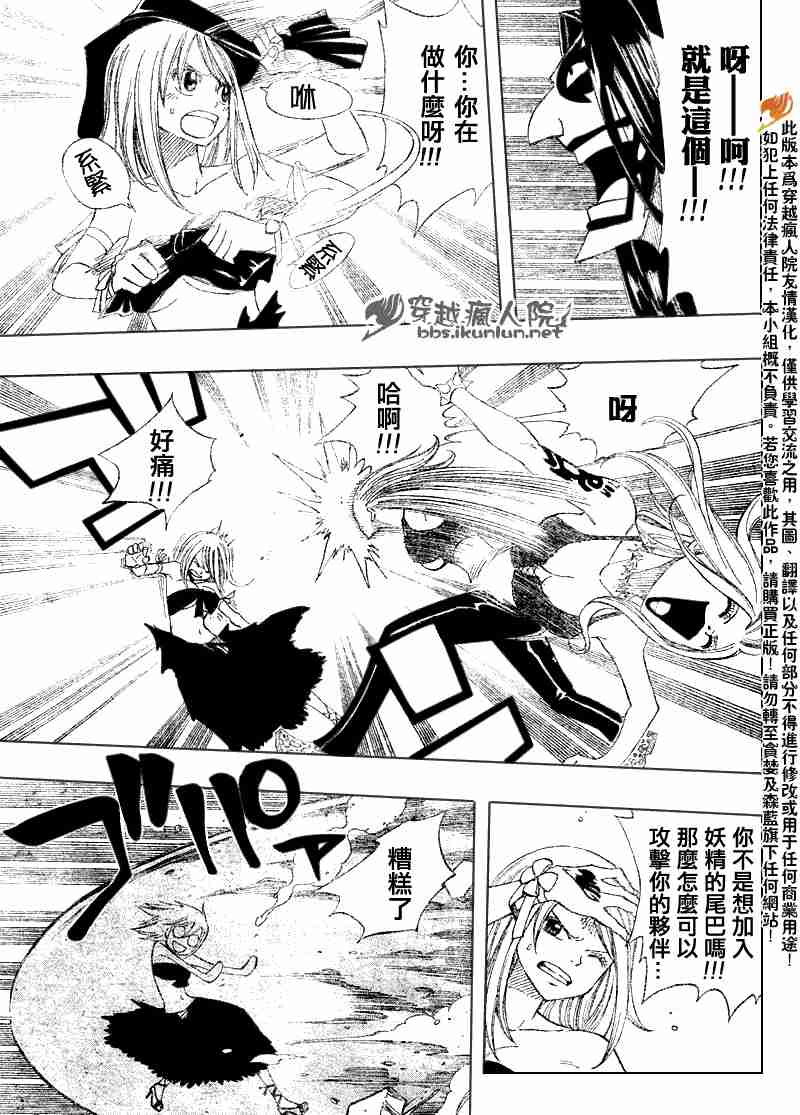 呀——呵!!!
就是這個—!!!
你…你在
做什麼呀!!!
咻
系緊
系緊
穿越瘋人院
bbs.ikunlun.net
呀
哈啊!!!
好痛!!!
你不是想加入
妖精的尾巴嗎!!!
那麼怎麼可以
攻擊你的夥伴…
糟糕了
此版本爲穿越瘋人院友情漢化，僅供學習交流之用，其圖、翻譯以及任何部分不得進行修改或用于任何商業用途！
如犯上任何法律責任，本小組概不負責。若您喜歡此作品，請購買正版！請勿轉至貪婪及森藍旗下任何網站！